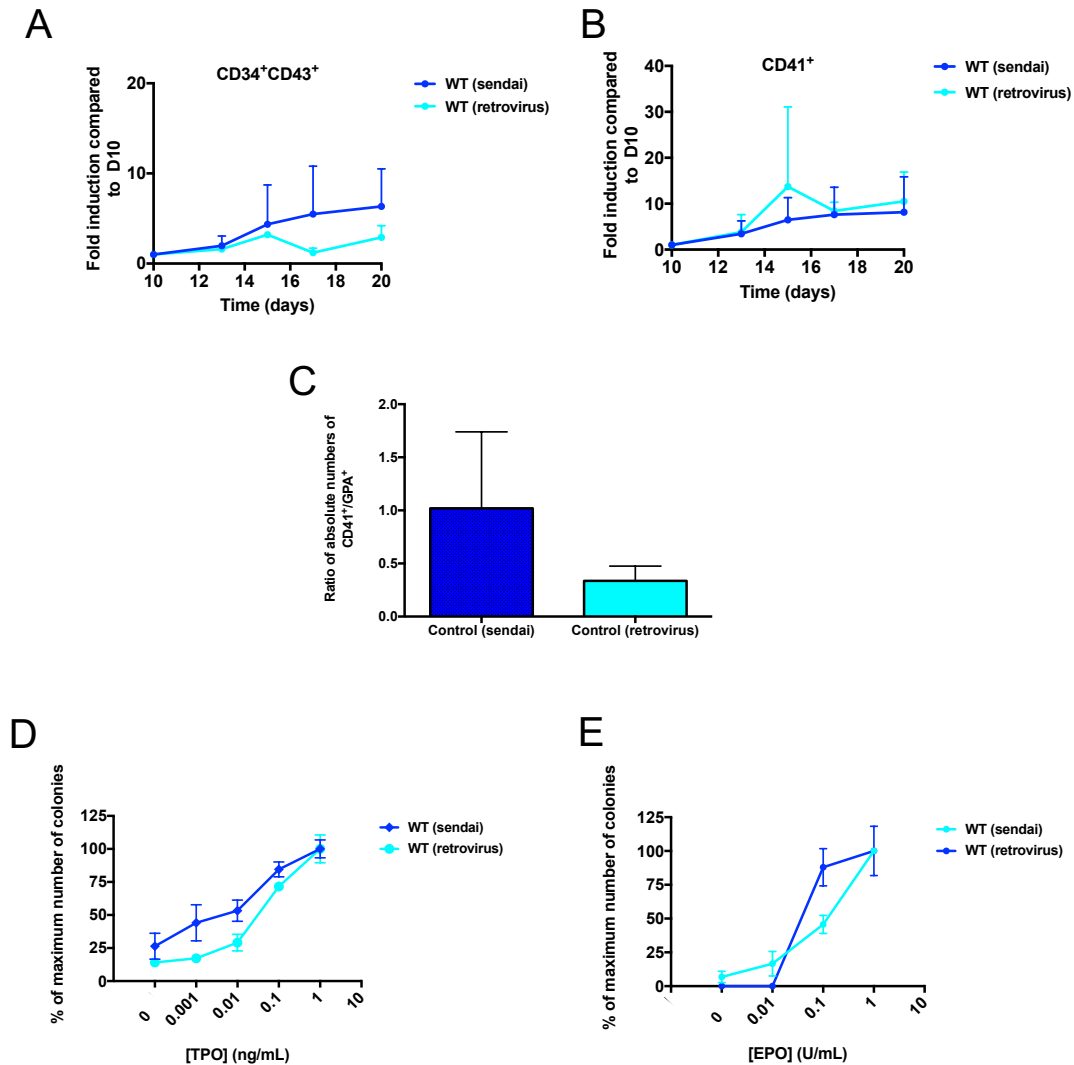 A
CD34⁺CD43⁺
Fold induction compared
to D10
20
10
0
10 12 14 16 18 20
Time (days)
WT (sendai)
WT (retrovirus)
B
CD41⁺
Fold induction compared
to D10
40
30
20
10
0
10 12 14 16 18 20
Time (days)
WT (sendai)
WT (retrovirus)
C
Ratio of absolute numbers of
CD41⁺/GPA⁺
2.0
1.5
1.0
0.5
0.0
Control (sendai) Control (retrovirus)
D
% of maximum number of colonies
125
100
75
50
25
0
0 0.001 0.01 0.1 1 10
[TPO] (ng/mL)
WT (sendai)
WT (retrovirus)
E
% of maximum number of colonies
125
100
75
50
25
0
0 0.01 0.1 1 10
[EPO] (U/mL)
WT (sendai)
WT (retrovirus)